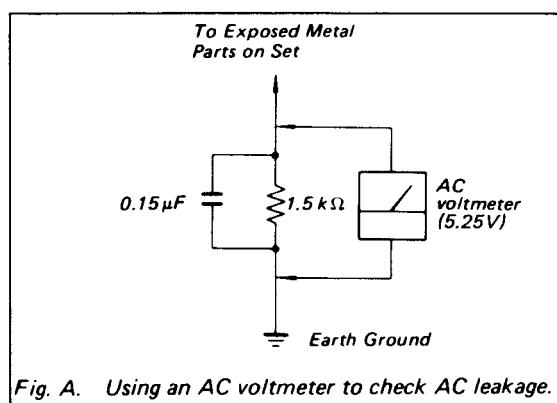 To Exposed Metal
Parts on Set
0.15μF
1.5 kΩ
AC
voltmeter
(5.25V)
Earth Ground
Fig. A. Using an AC voltmeter to check AC leakage.